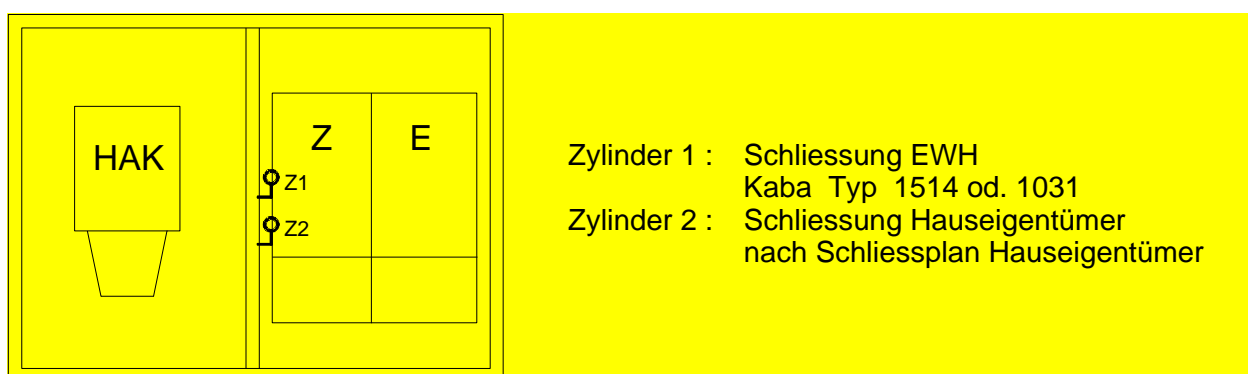 HAK
Z E
Z1
Z2
Zylinder 1 : Schliessung EWH
Kaba Typ 1514 od. 1031
Zylinder 2 : Schliessung Hauseigentümer
nach Schliessplan Hauseigentümer